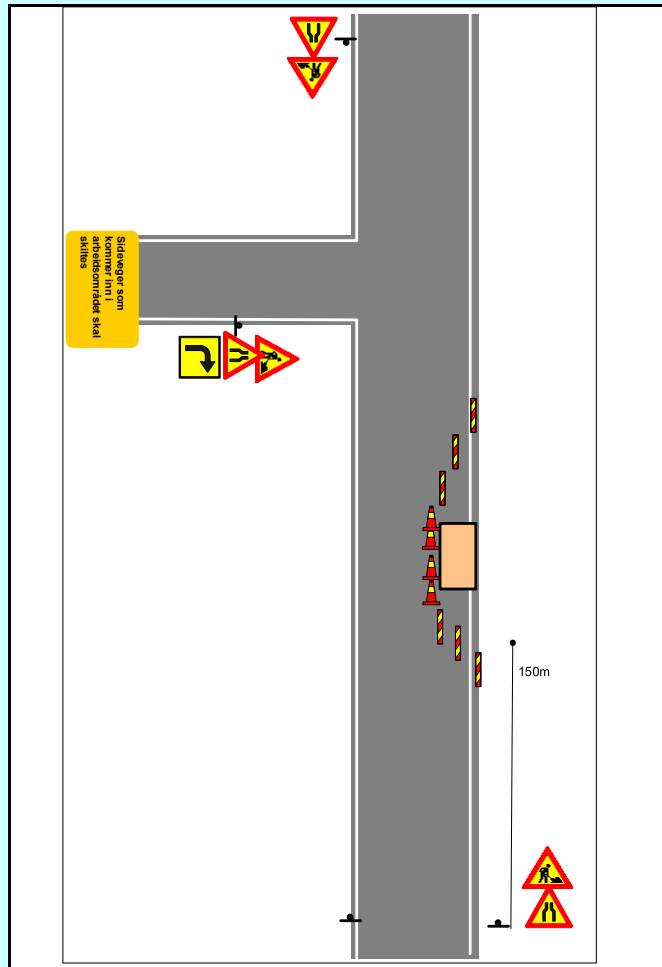 Sideveger som
kommer inn i
arbeidsområdet skal
skiltes
150m